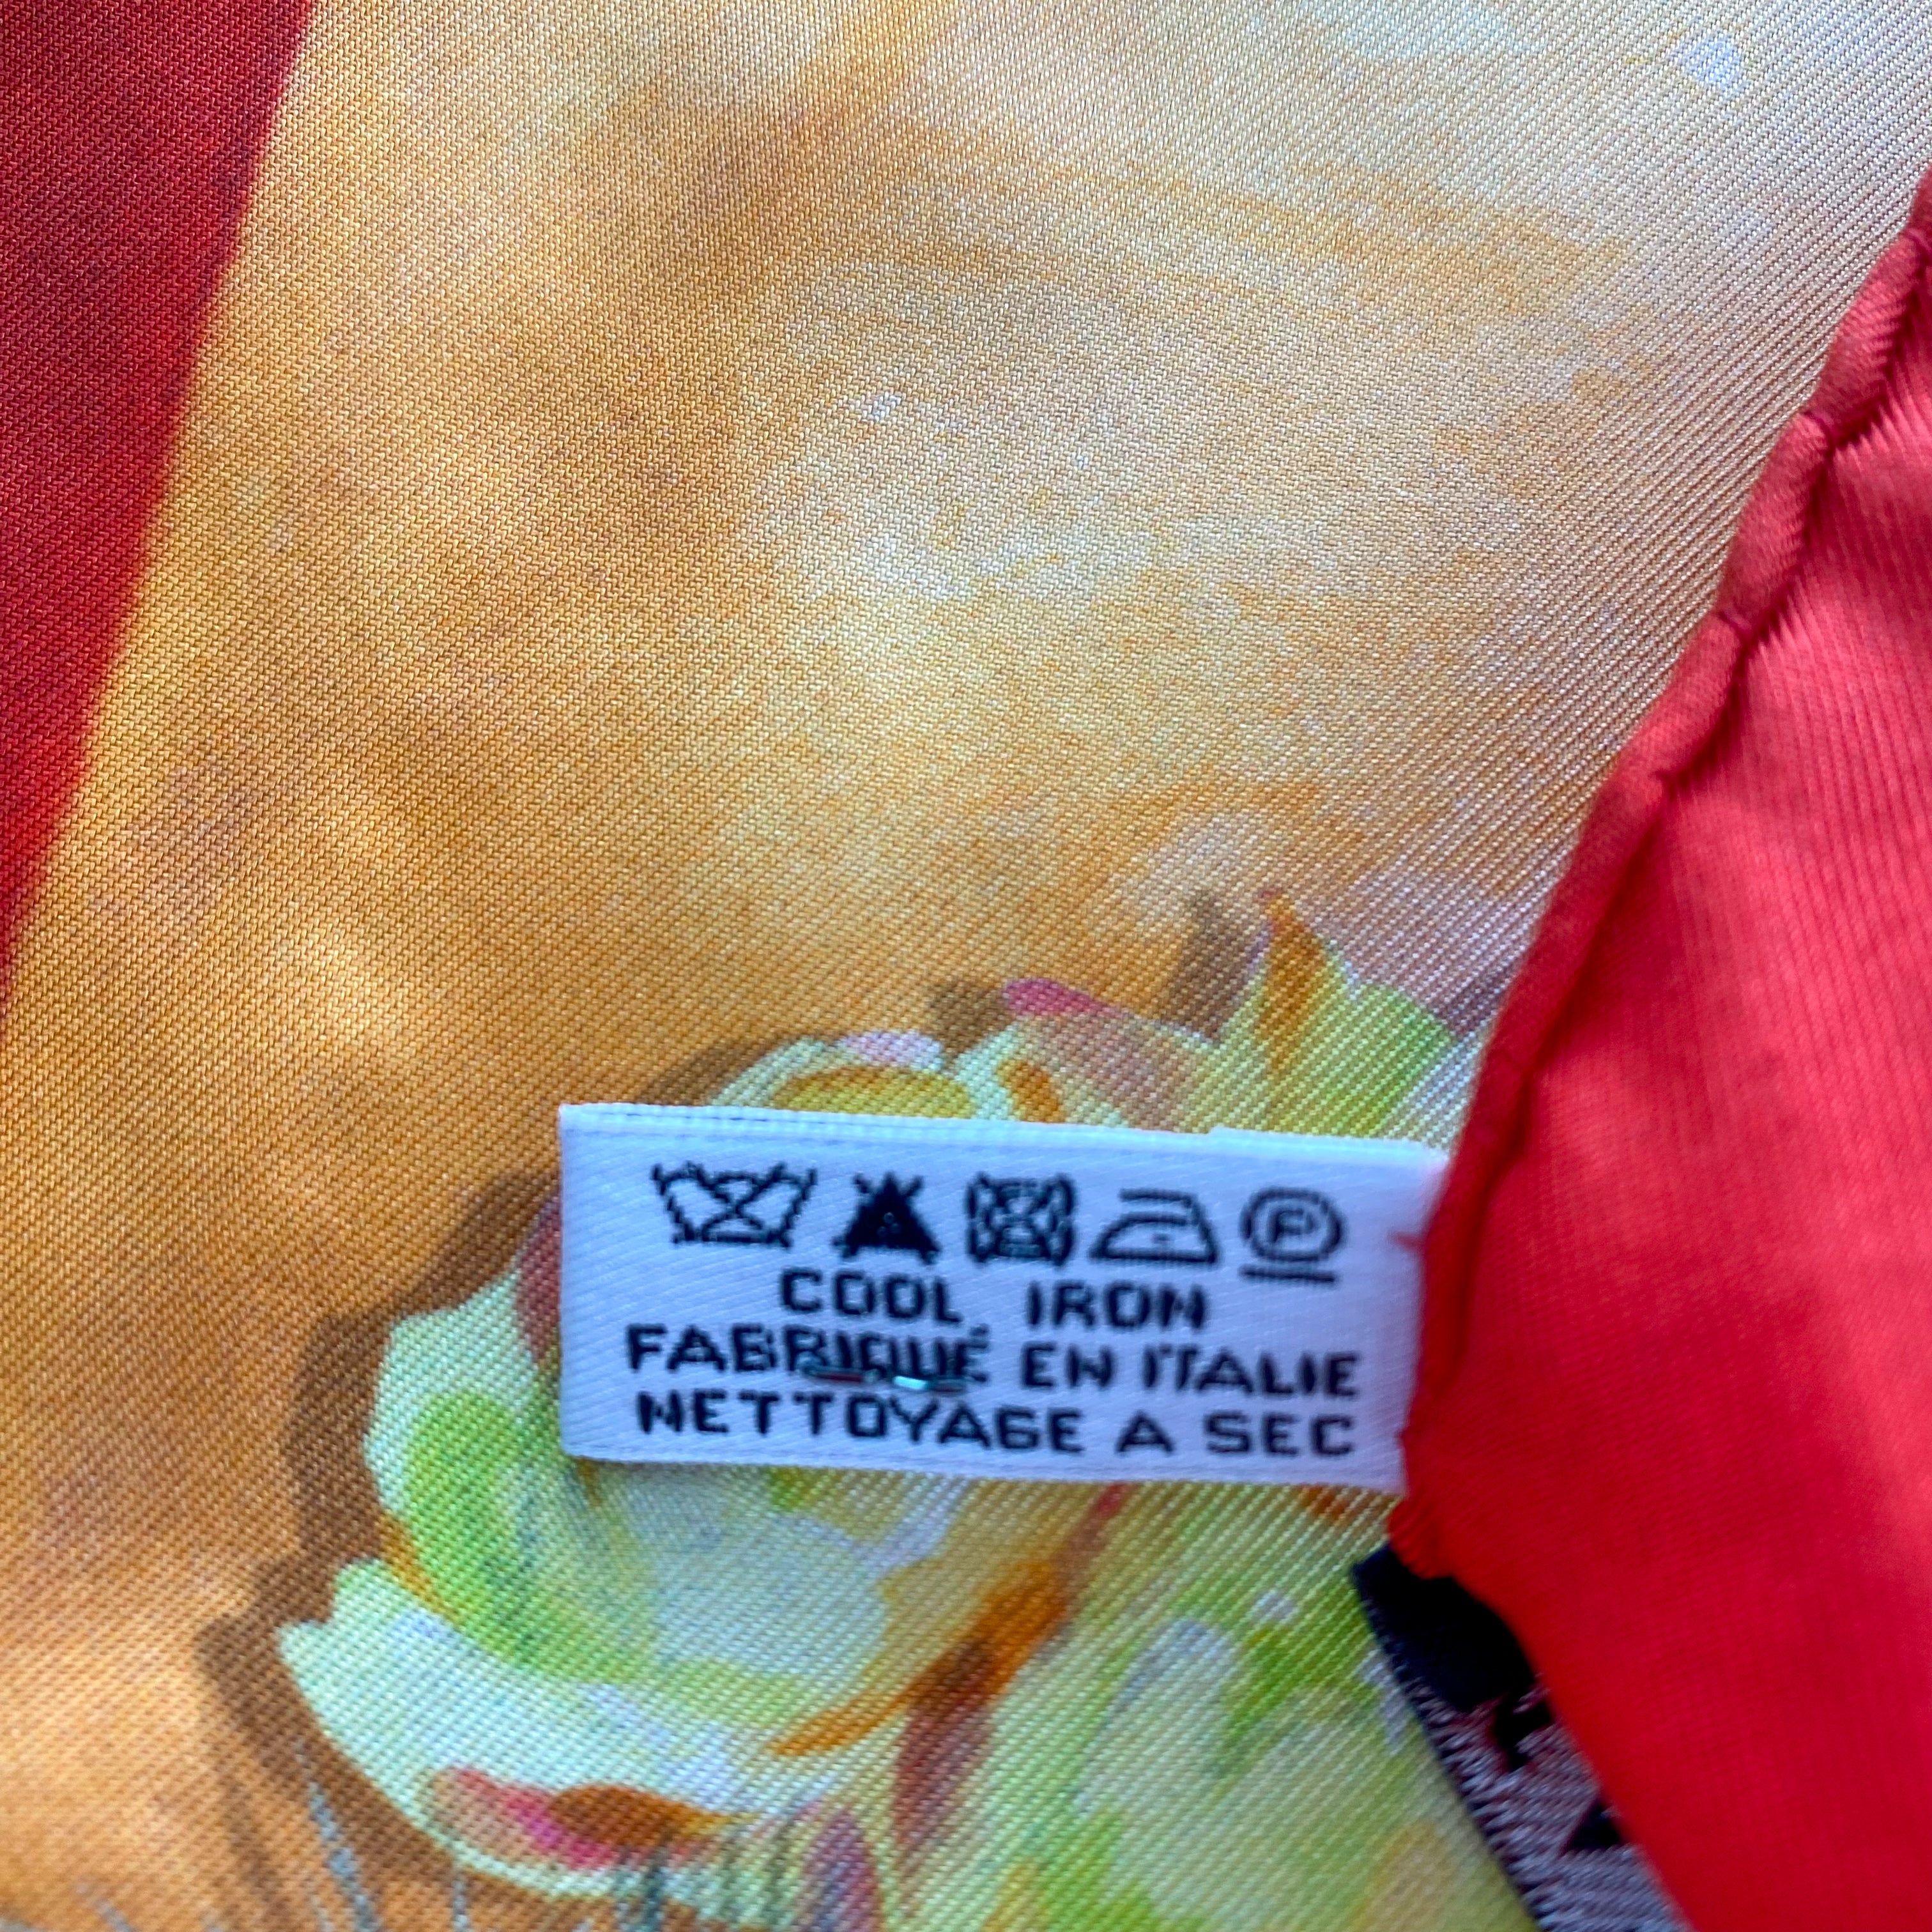 P
COOL IRON
FABRIQUÉ EN ITALIE
NETTOYAGE A SEC